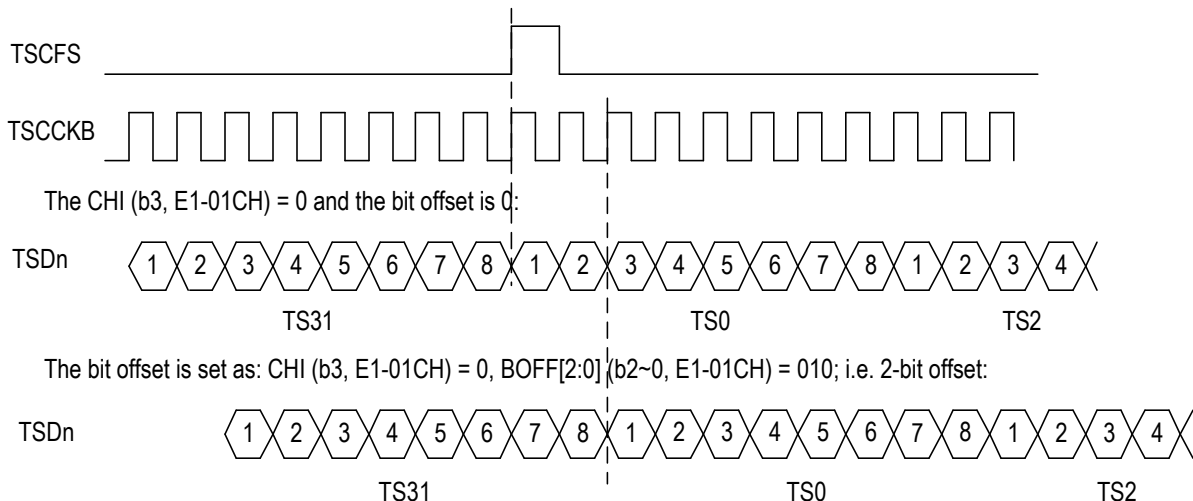 TSCFS
TSCCKB
The CHI (b3, E1-01CH) = 0 and the bit offset is 0:
TSDn 1 2 3 4 5 6 7 8 1 2 3 4 5 6 7 8 1 2 3 4
TS31 TS0 TS2
The bit offset is set as: CHI (b3, E1-01CH) = 0, BOFF[2:0] (b2~0, E1-01CH) = 010; i.e. 2-bit offset:
TSDn 1 2 3 4 5 6 7 8 1 2 3 4 5 6 7 8 1 2 3 4
TS31 TS0 TS2